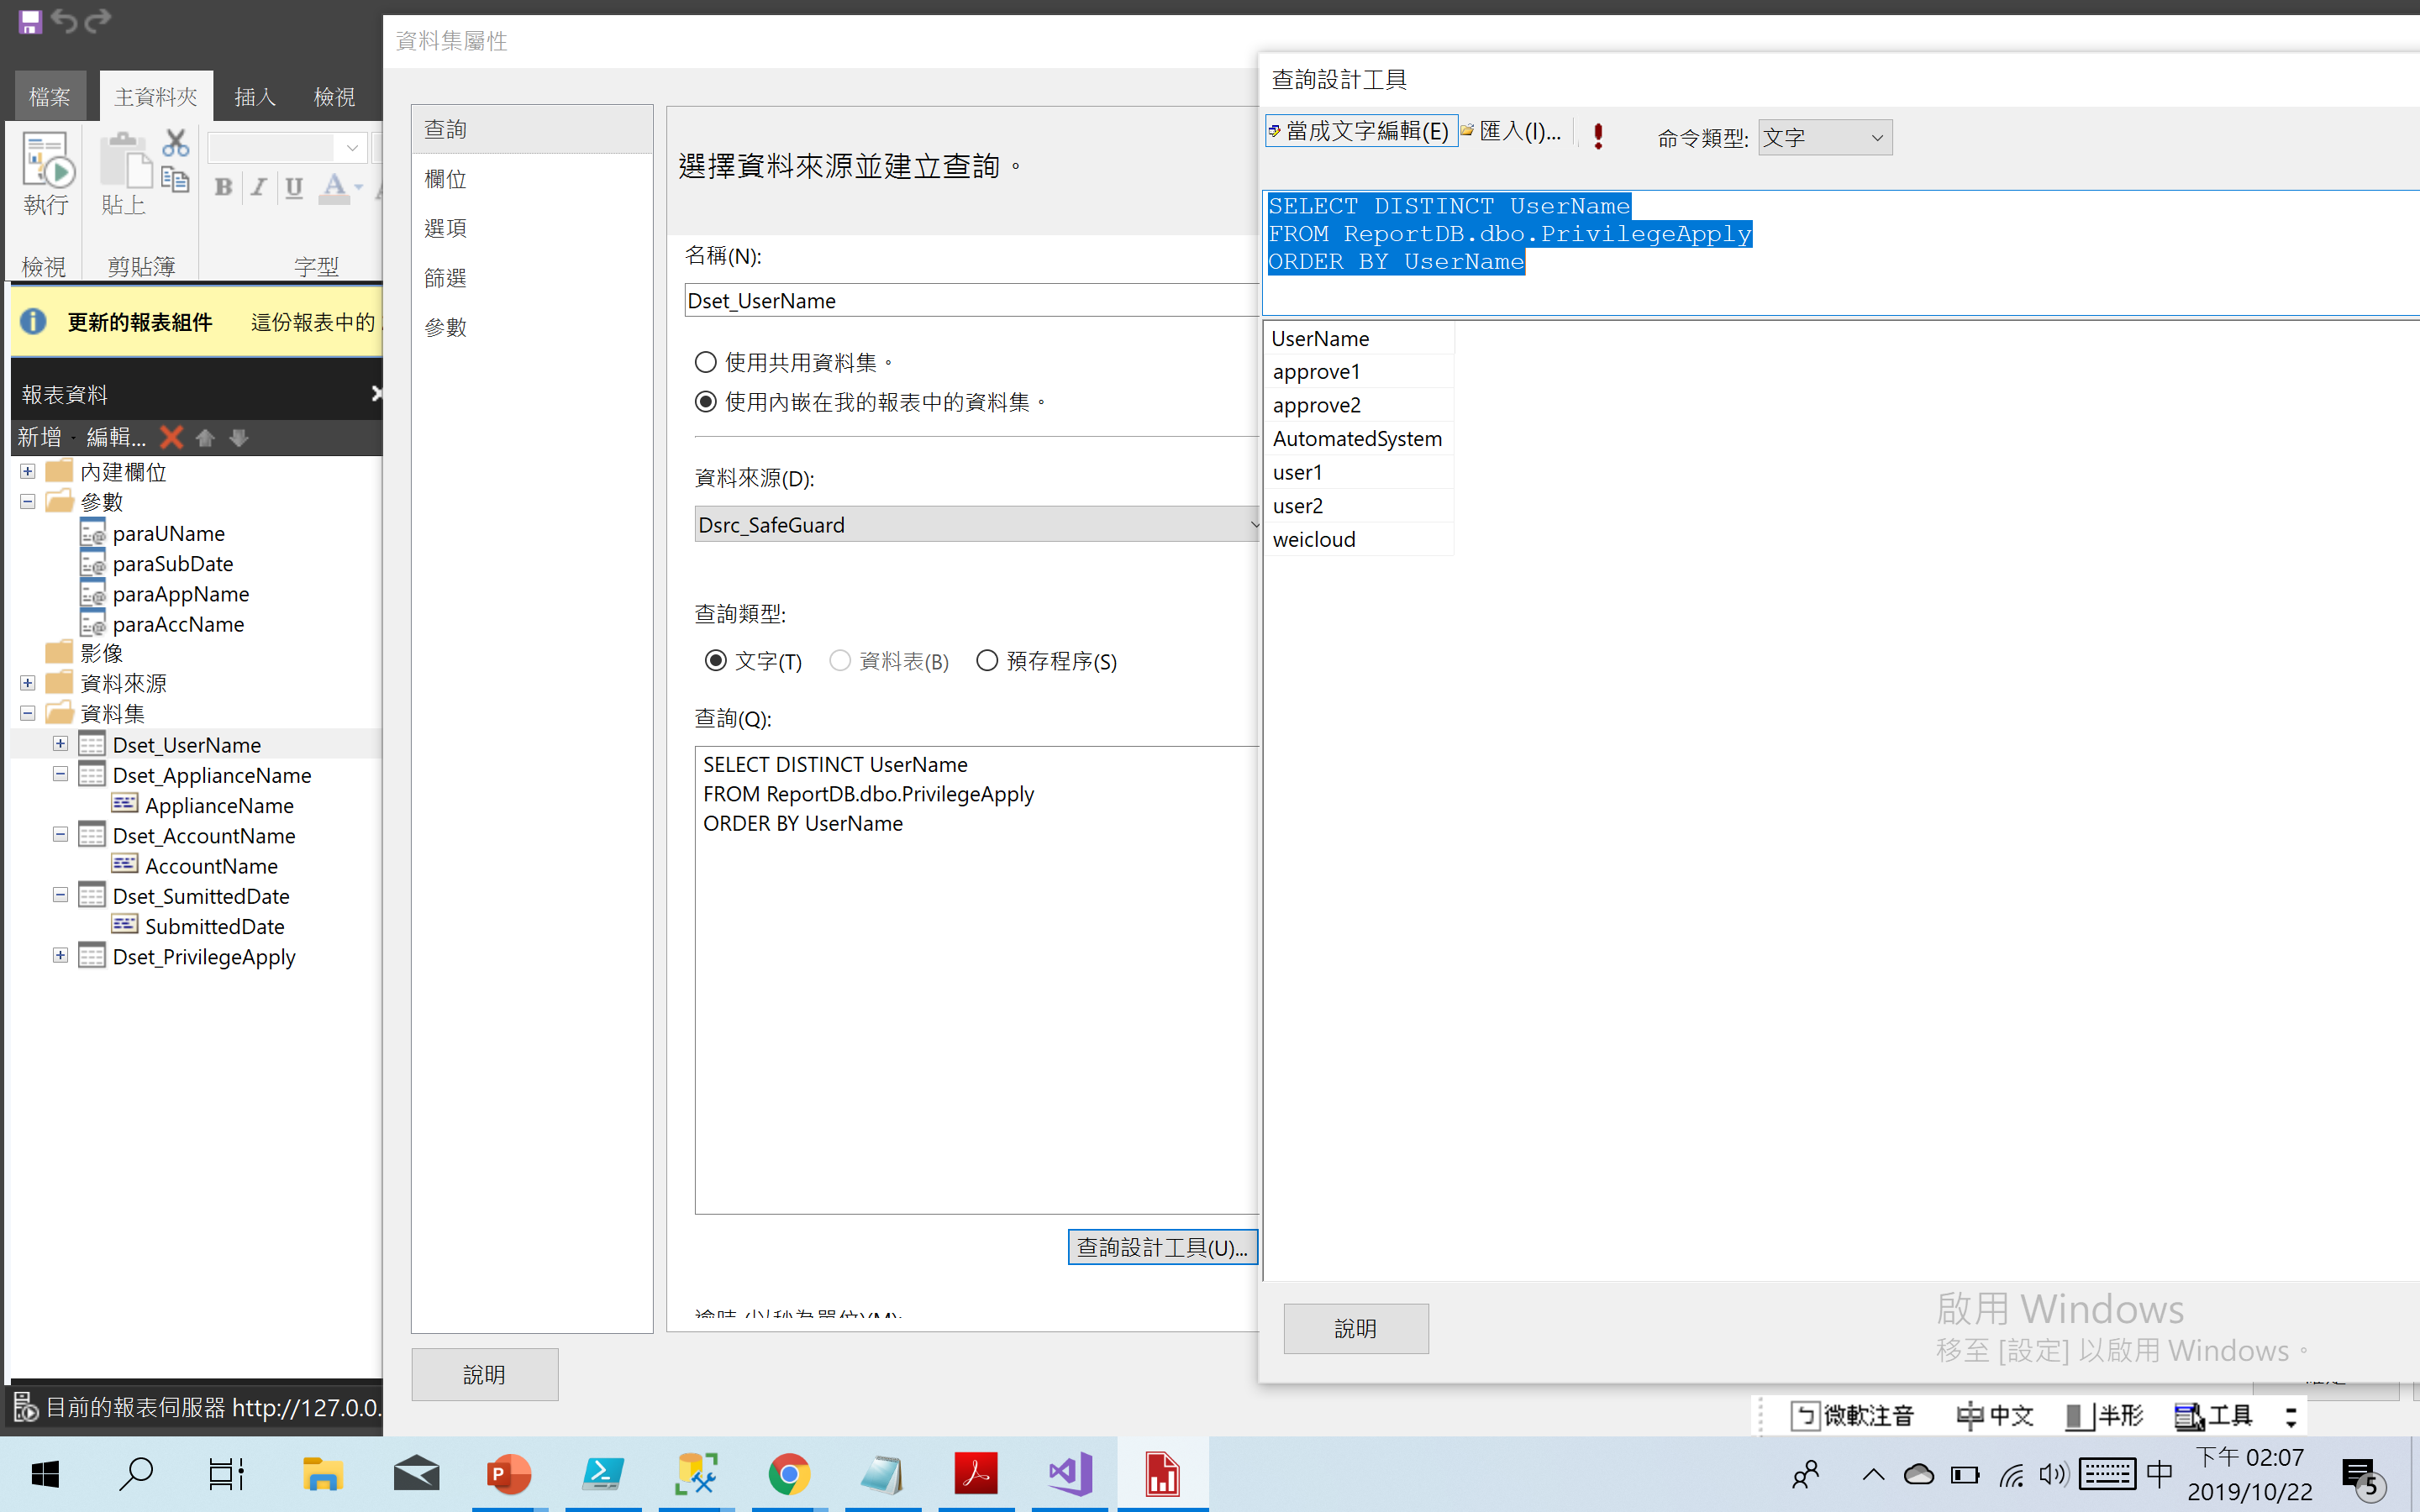 資料集屬性
檔案
主資料夾
插入
檢視
執行
貼上
B I U A
檢視
剪貼簿
字型
更新的報表組件 這份報表中的
報表資料
新增 編輯...
內建欄位
參數
paraUName
paraSubDate
paraAppName
paraAccName
影像
資料來源
資料集
Dset_UserName
Dset_ApplianceName
ApplianceName
Dset_AccountName
AccountName
Dset_SumittedDate
SubmittedDate
Dset_PrivilegeApply
目前的報表伺服器 http://127.0.0.
查詢
欄位
選項
篩選
參數
說明
選擇資料來源並建立查詢。
名稱(N):
Dset_UserName
使用共用資料集。
使用內嵌在我的報表中的資料集。
資料來源(D):
Dsrc_SafeGuard
查詢類型:
文字(T) 資料表(B) 預存程序(S)
查詢(Q):
SELECT DISTINCT UserName
FROM ReportDB.dbo.PrivilegeApply
ORDER BY UserName
查詢設計工具(U)...
查詢設計工具
當成文字編輯(E) 匯入(I)... 命令類型: 文字
SELECT DISTINCT UserName
FROM ReportDB.dbo.PrivilegeApply
ORDER BY UserName
UserName
approve1
approve2
AutomatedSystem
user1
user2
weicloud
說明
啟用 Windows
移至 [設定] 以啟用 Windows。
微軟注音 中文 半形 工具
中
下午 02:07
2019/10/22
5